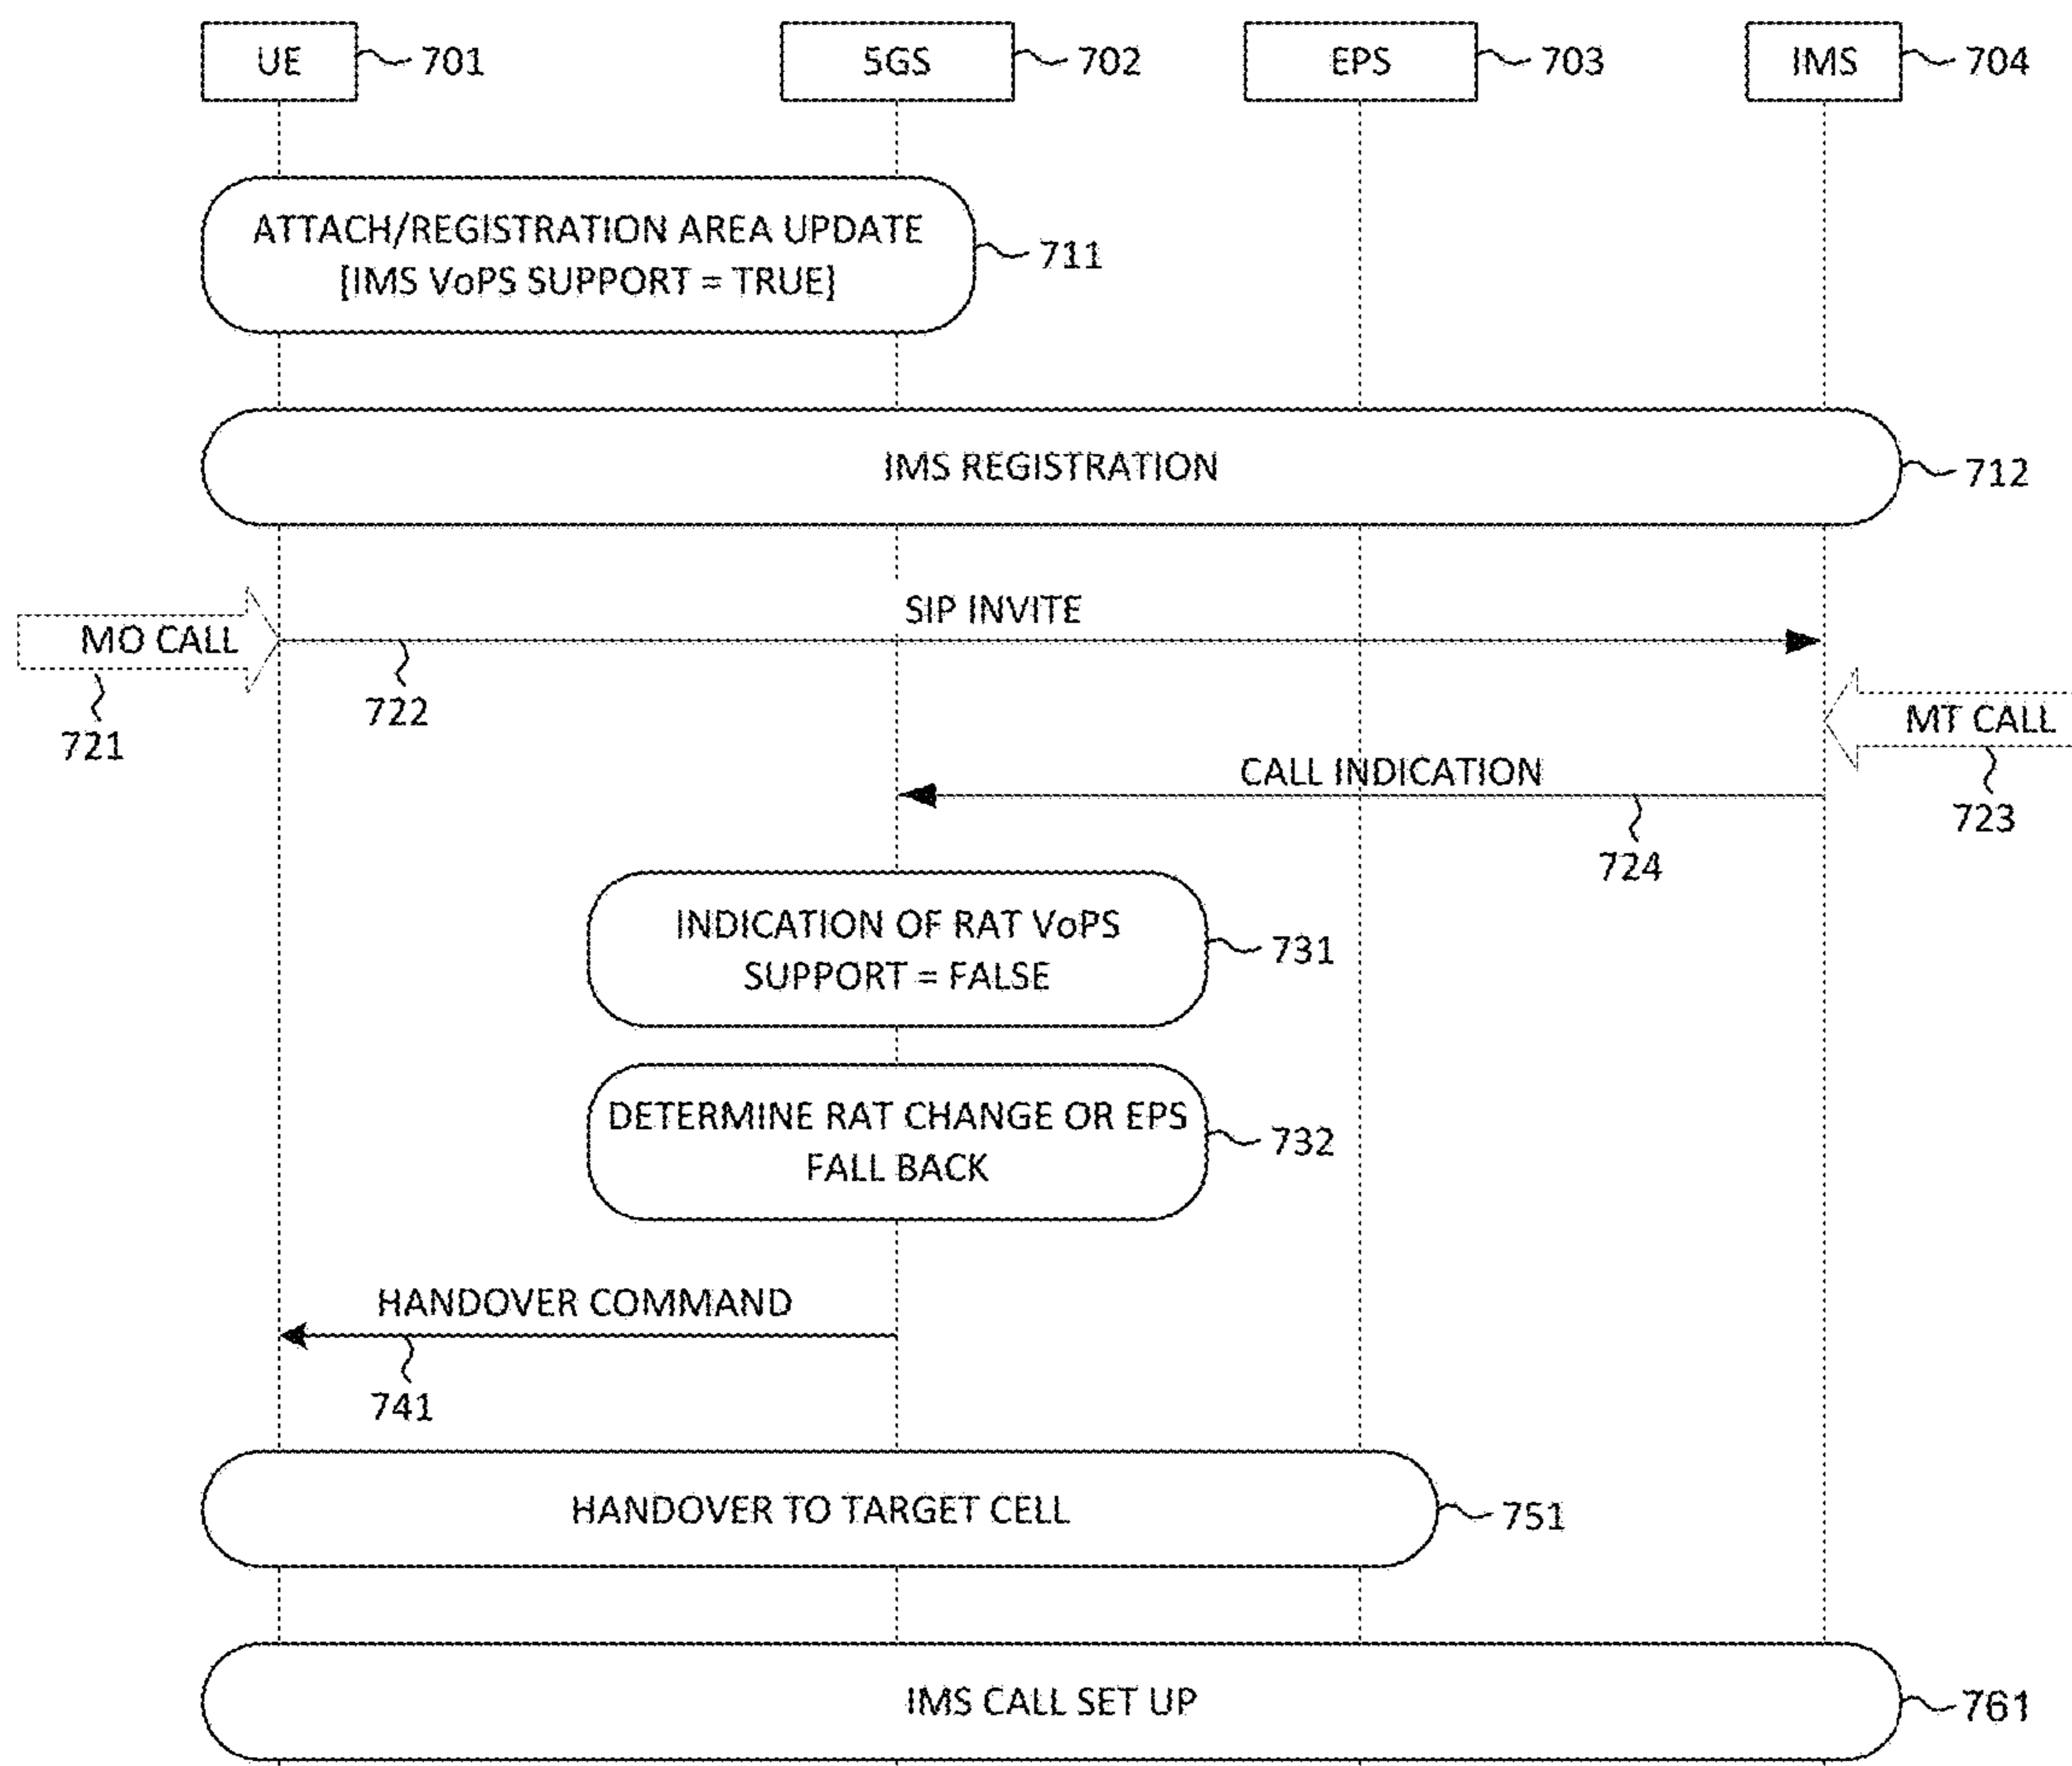 UE 701 5GS 702 EPS 703 IMS 704
ATTACH/REGISTRATION AREA UPDATE
[IMS VoPS SUPPORT = TRUE]
711
IMS REGISTRATION
712
SIP INVITE
MO CALL
722
721
MT CALL
CALL INDICATION
723
724
INDICATION OF RAT VoPS
SUPPORT = FALSE
731
DETERMINE RAT CHANGE OR EPS
FALL BACK
732
HANDOVER COMMAND
741
HANDOVER TO TARGET CELL
751
IMS CALL SET UP
761